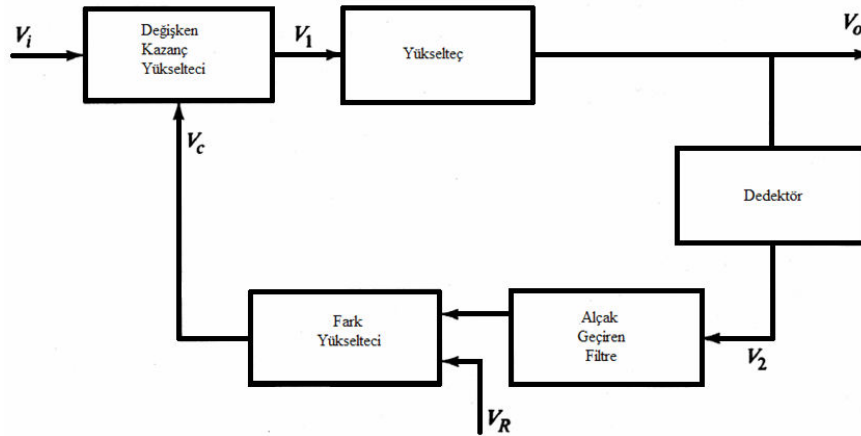 V_i
Değişken
Kazanç
Yükselteci
V_1
Yükselteç
V_o
V_c
Dedektör
Fark
Yükselteci
Alçak
Geçiren
Filtre
V_2
V_R